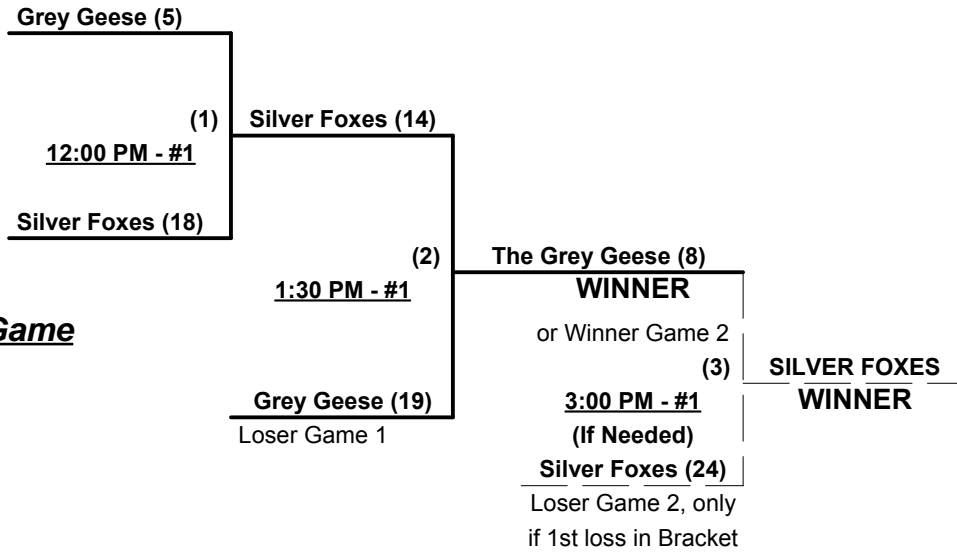 Grey Geese (5)
(1)
12:00 PM - #1
Silver Foxes (18)
Silver Foxes (14)
(2)
1:30 PM - #1
Grey Geese (19)
Loser Game 1
Game
The Grey Geese (8)
WINNER
or Winner Game 2
(3)
3:00 PM - #1
(If Needed)
Silver Foxes (24)
Loser Game 2, only
if 1st loss in Bracket
SILVER FOXES
WINNER